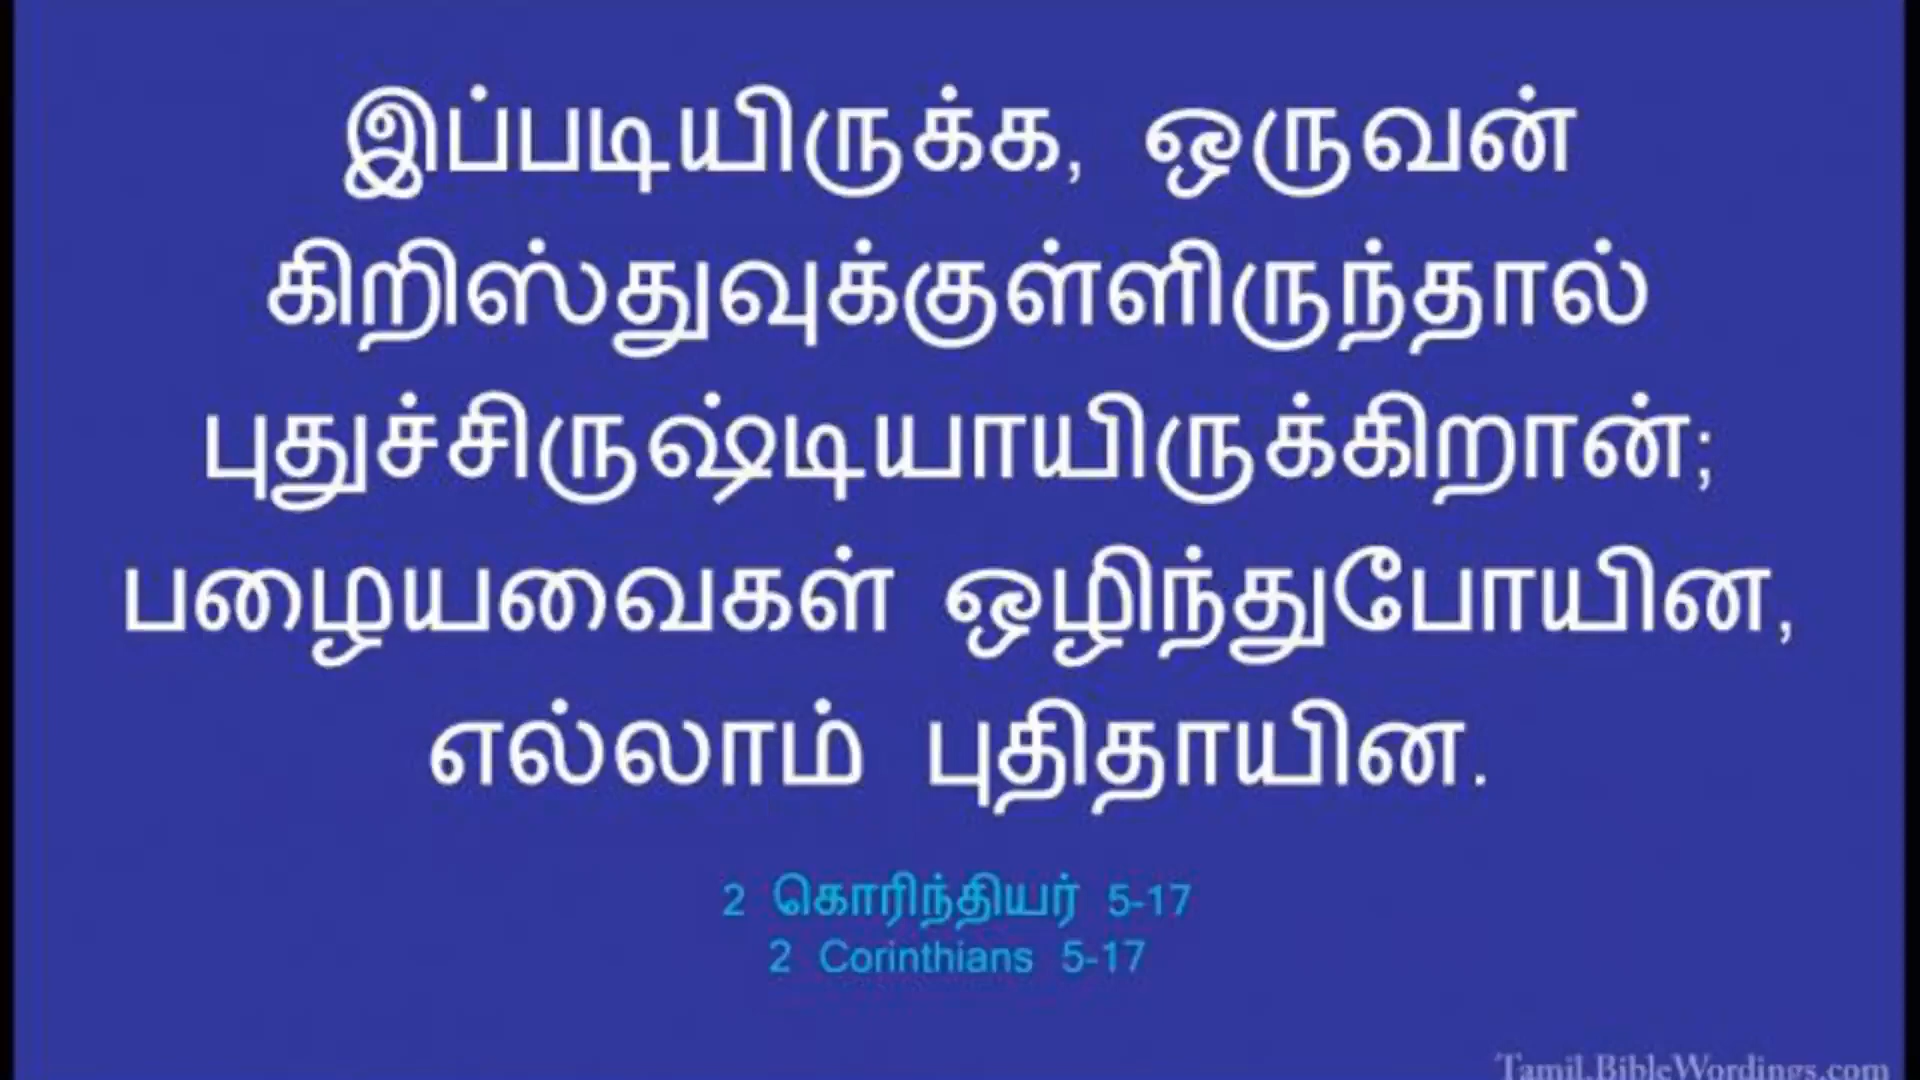 இப்படியிருக்க, ஒருவன்
கிறிஸ்துவுக்குள்ளிருந்தால்
புதுச்சிருஷ்டியாயிருக்கிறான்;
பழையவைகள் ஒழிந்துபோயின,
எல்லாம் புதிதாயின.
2 கொரிந்தியர் 5-17
2 Corinthians 5-17
Tamil.BibleWordings.com